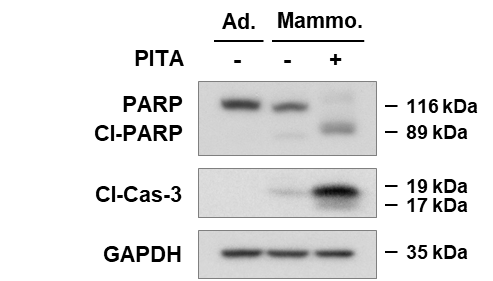 Ad. Mammo.
PITA - - +
PARP 116 kDa
Cl-PARP 89 kDa
Cl-Cas-3 19 kDa
17 kDa
GAPDH 35 kDa